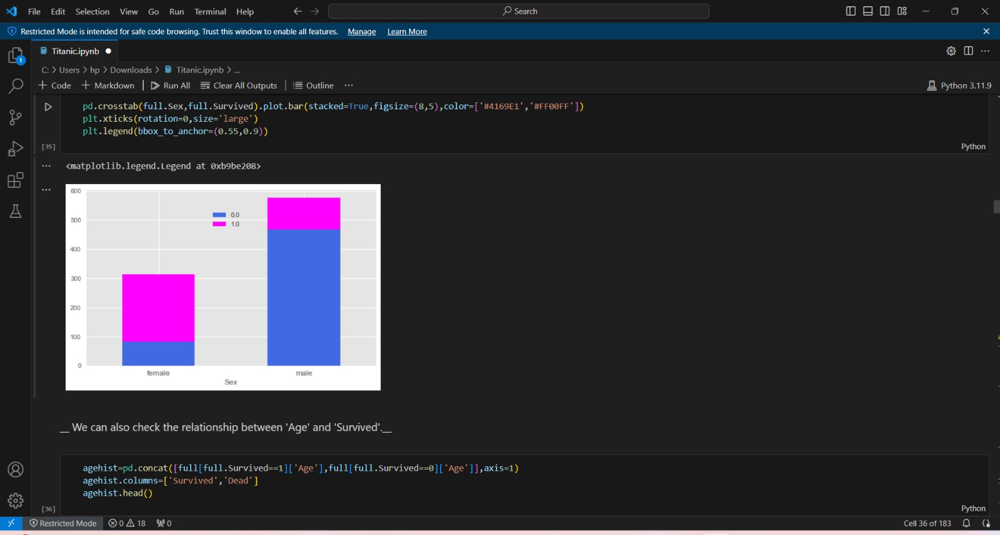 File Edit Selection View Go Run Terminal Help Search
Restricted Mode is intended for safe code browsing. Trust this window to enable all features. Manage Learn More
1
Titanic.ipynb
C: > Users > hp > Downloads > Titanic.ipynb > ...
+ Code + Markdown Run All Clear All Outputs Outline ... Python 3.11.9
pd.crosstab(full.Sex,full.Survived).plot.bar(stacked=True,figsize=(8,5),color=['#4169E1','#FF00FF'])
plt.xticks(rotation=0,size='large')
plt.legend(bbox_to_anchor=(0.55,0.9))
[35] Python
<matplotlib.legend.Legend at 0xb9be208>
600
500
400
300
200
100
0
0.0
1.0
female male
Sex
__ We can also check the relationship between 'Age' and 'Survived'.__
agehist=pd.concat([full[full.Survived==1]['Age'],full[full.Survived==0]['Age']],axis=1)
agehist.columns=['Survived','Dead']
agehist.head()
[36] Python
Restricted Mode 0 18 0 Cell 36 of 183